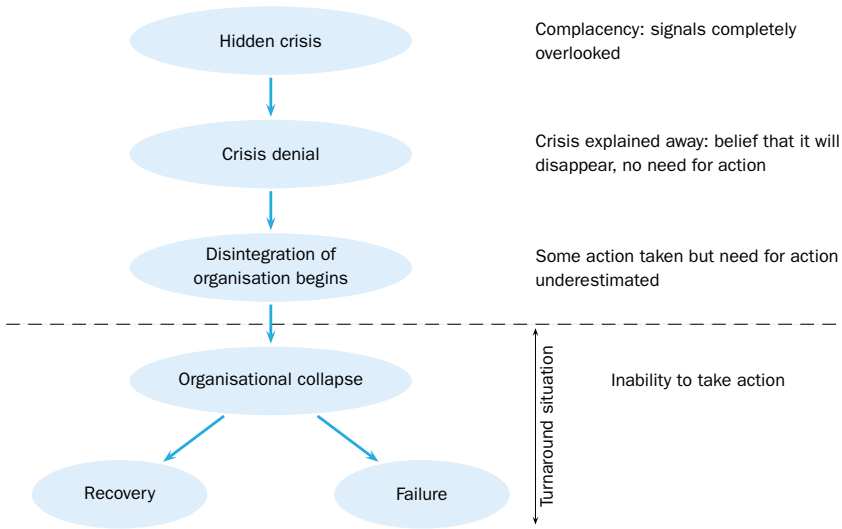 Hidden crisis
Complacency: signals completely
overlooked
Crisis denial
Crisis explained away: belief that it will
disappear, no need for action
Disintegration of
organisation begins
Some action taken but need for action
underestimated
Organisational collapse
Turnaround situation
Inability to take action
Recovery
Failure